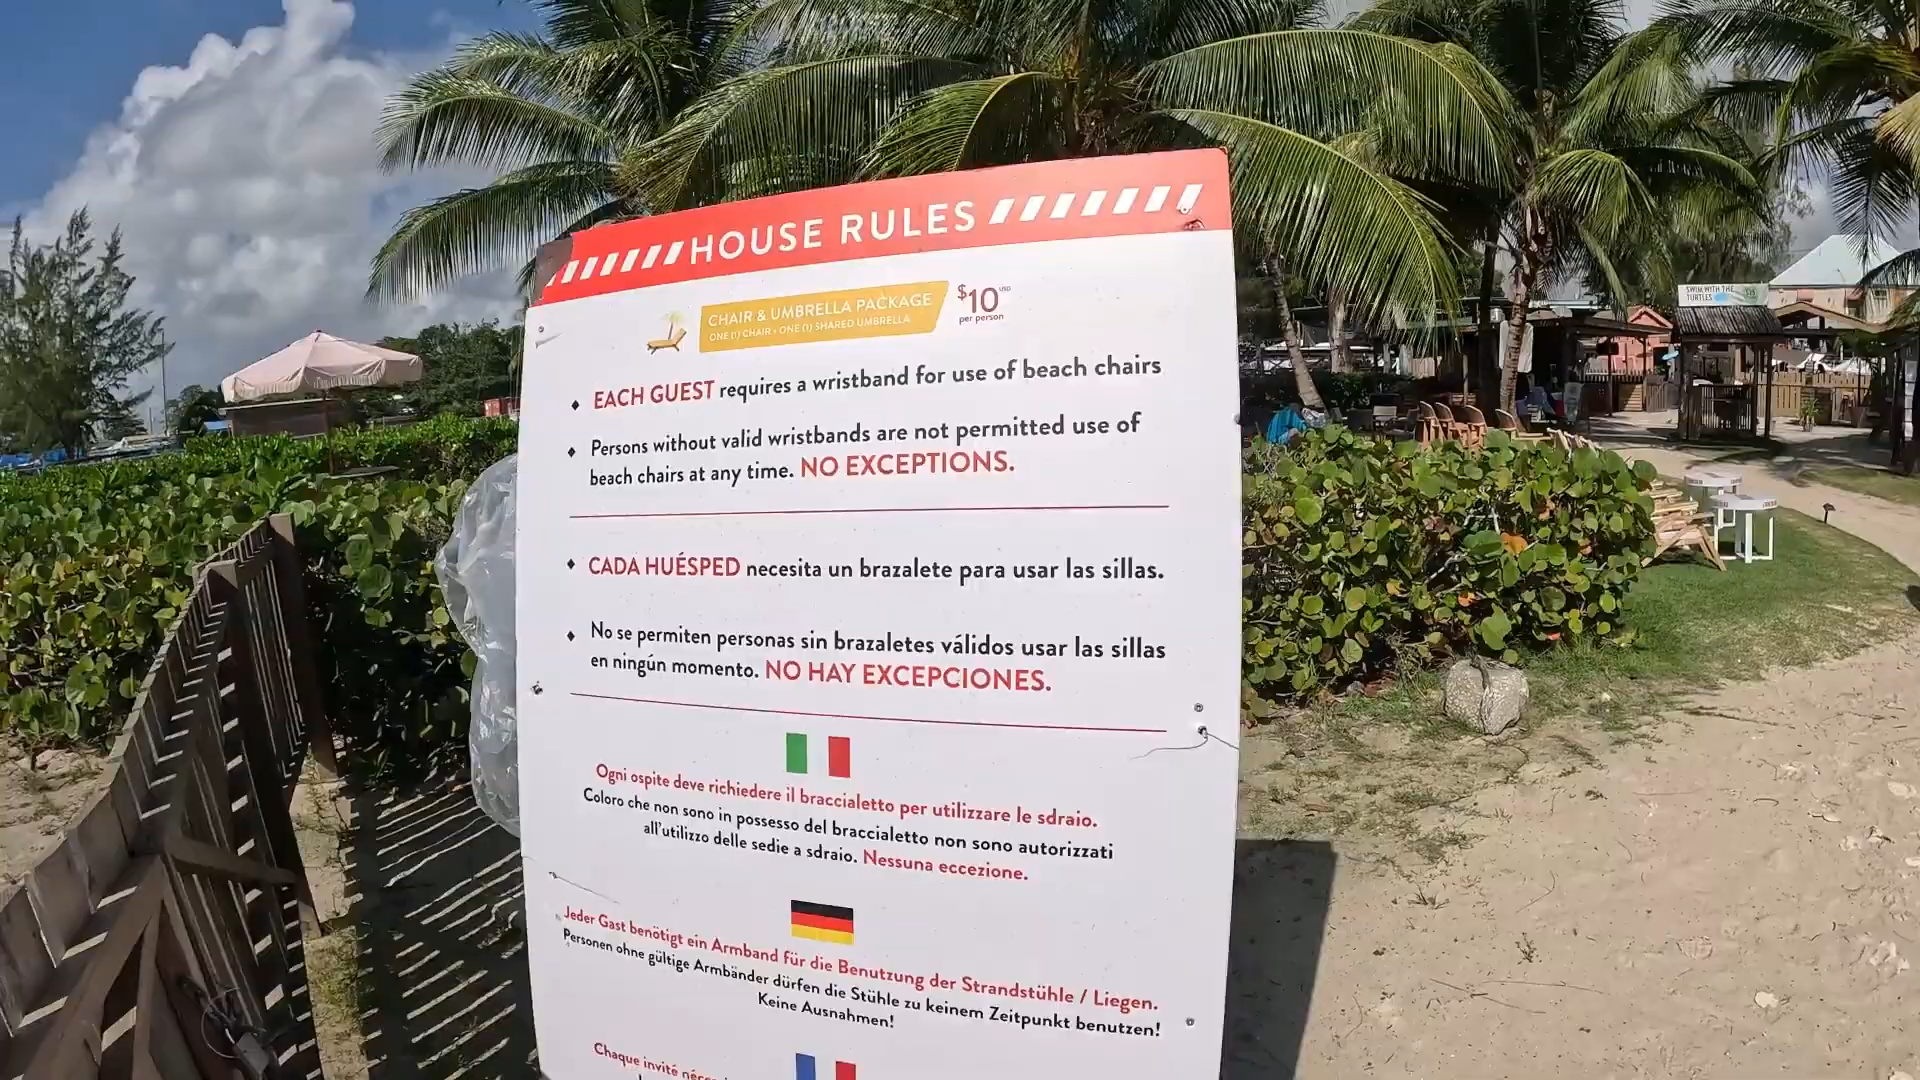 HOUSE RULES
CHAIR & UMBRELLA PACKAGE
ONE (1) CHAIR • ONE (1) SHARED UMBRELLA
$10 USD
per person
EACH GUEST requires a wristband for use of beach chairs
Persons without valid wristbands are not permitted use of
beach chairs at any time. NO EXCEPTIONS.
CADA HUÉSPED necesita un brazalete para usar las sillas.
No se permiten personas sin brazaletes válidos usar las sillas
en ningún momento. NO HAY EXCEPCIONES.
Ogni ospite deve richiedere il braccialetto per utilizzare le sdraio.
Coloro che non sono in possesso del braccialetto non sono autorizzati
all'utilizzo delle sedie a sdraio. Nessuna eccezione.
Jeder Gast benötigt ein Armband für die Benutzung der Strandstühle / Liegen.
Personen ohne gültige Armbänder dürfen die Stühle zu keinem Zeitpunkt benutzen!
Keine Ausnahmen!
Chaque invité
SWIM WITH THE
TURTLES